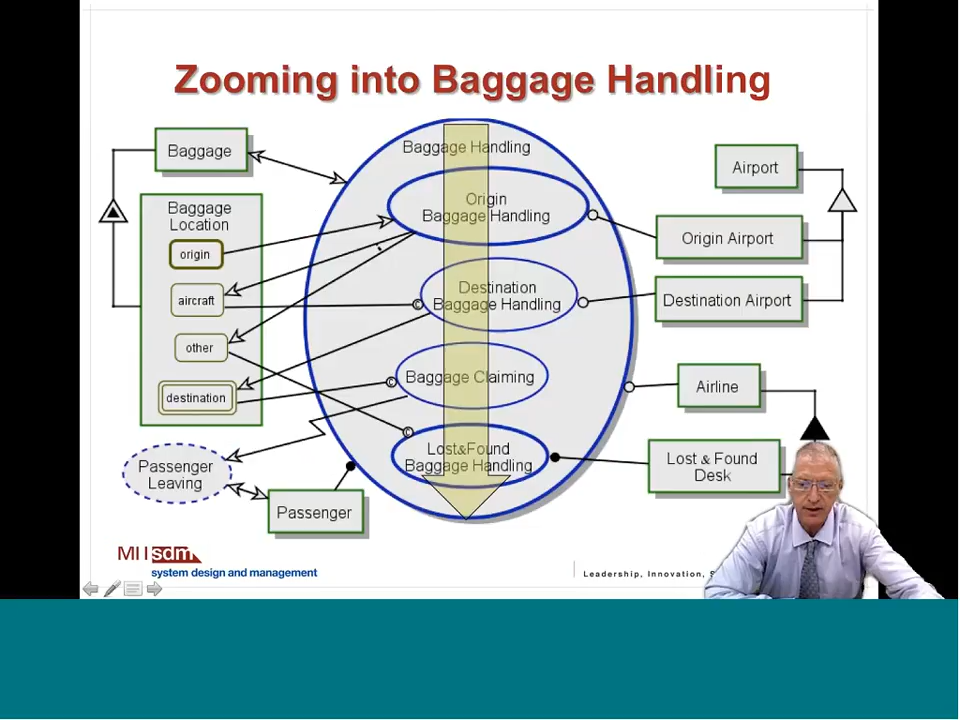 Zooming into Baggage Handling
Baggage
Baggage
Location
origin
aircraft
other
destination
Passenger
Leaving
Passenger
Baggage Handling
Origin
Baggage Handling
Destination
Baggage Handling
Baggage Claiming
Lost&Found
Baggage Handling
c
c
c
Airport
Origin Airport
Destination Airport
Airline
Lost & Found
Desk
MIT sdm
system design and management
Leadership, Innovation,